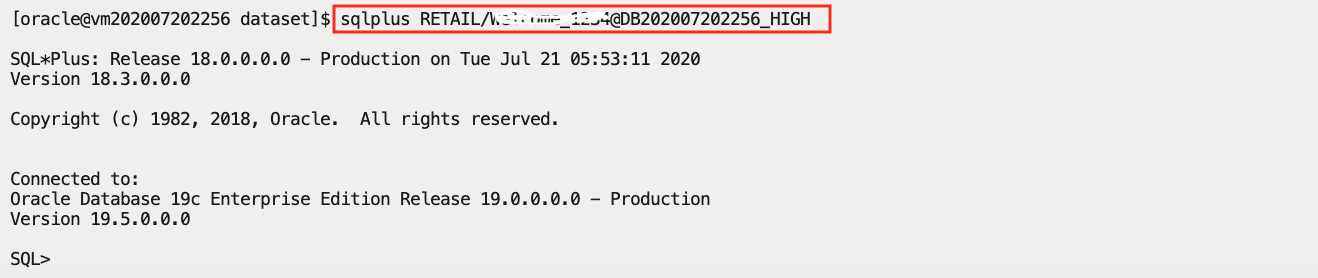 [oracle@vm202007202256 dataset]$ sqlplus RETAIL/ @DB202007202256_HIGH
SQL*Plus: Release 18.0.0.0.0 - Production on Tue Jul 21 05:53:11 2020
Version 18.3.0.0.0
Copyright (c) 1982, 2018, Oracle.  All rights reserved.
Connected to:
Oracle Database 19c Enterprise Edition Release 19.0.0.0.0 - Production
Version 19.5.0.0.0
SQL>